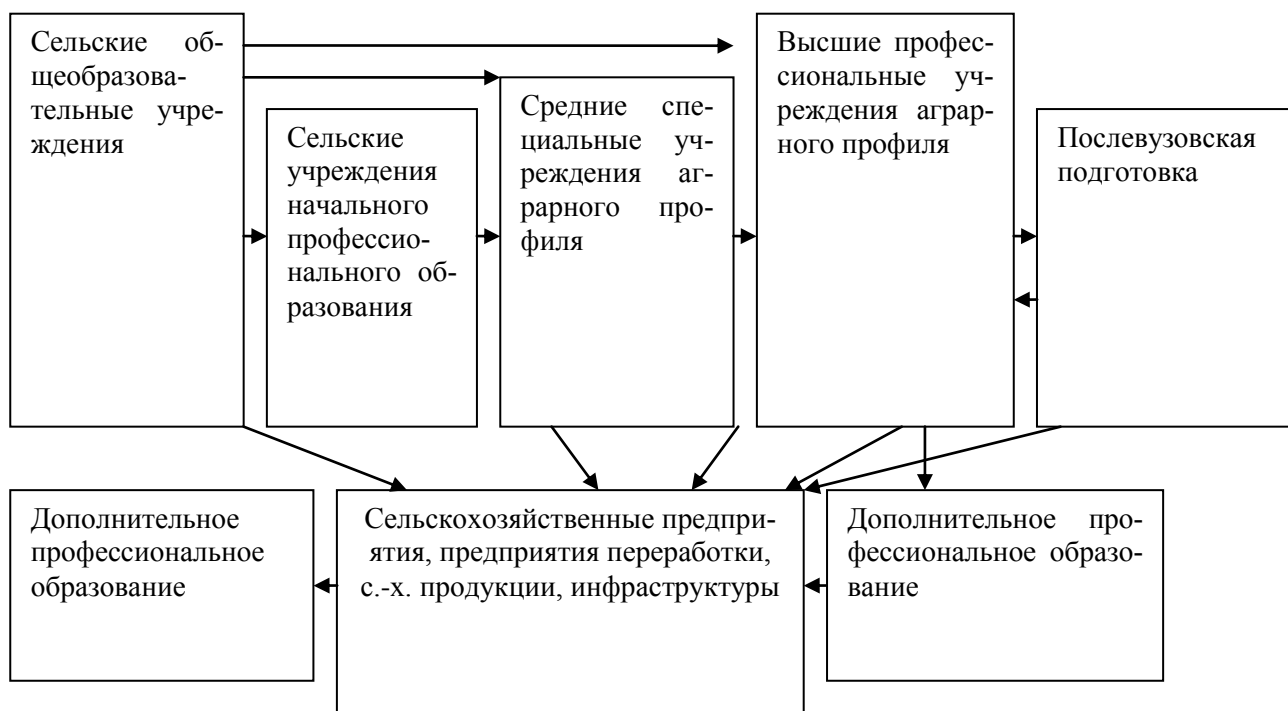 Сельские об-
щеобразова-
тельные учре-
ждения
Сельские
учреждения
начального
профессио-
нального об-
разования
Средние спе-
циальные уч-
реждения аг-
рарного про-
филя
Высшие профес-
сиональные уч-
реждения аграр-
ного профиля
Послевузовская
подготовка
Дополнительное
профессиональное
образование
Сельскохозяйственные предпри-
ятия, предприятия переработки,
с.-х. продукции, инфраструктуры
Дополнительное про-
фессиональное образо-
вание